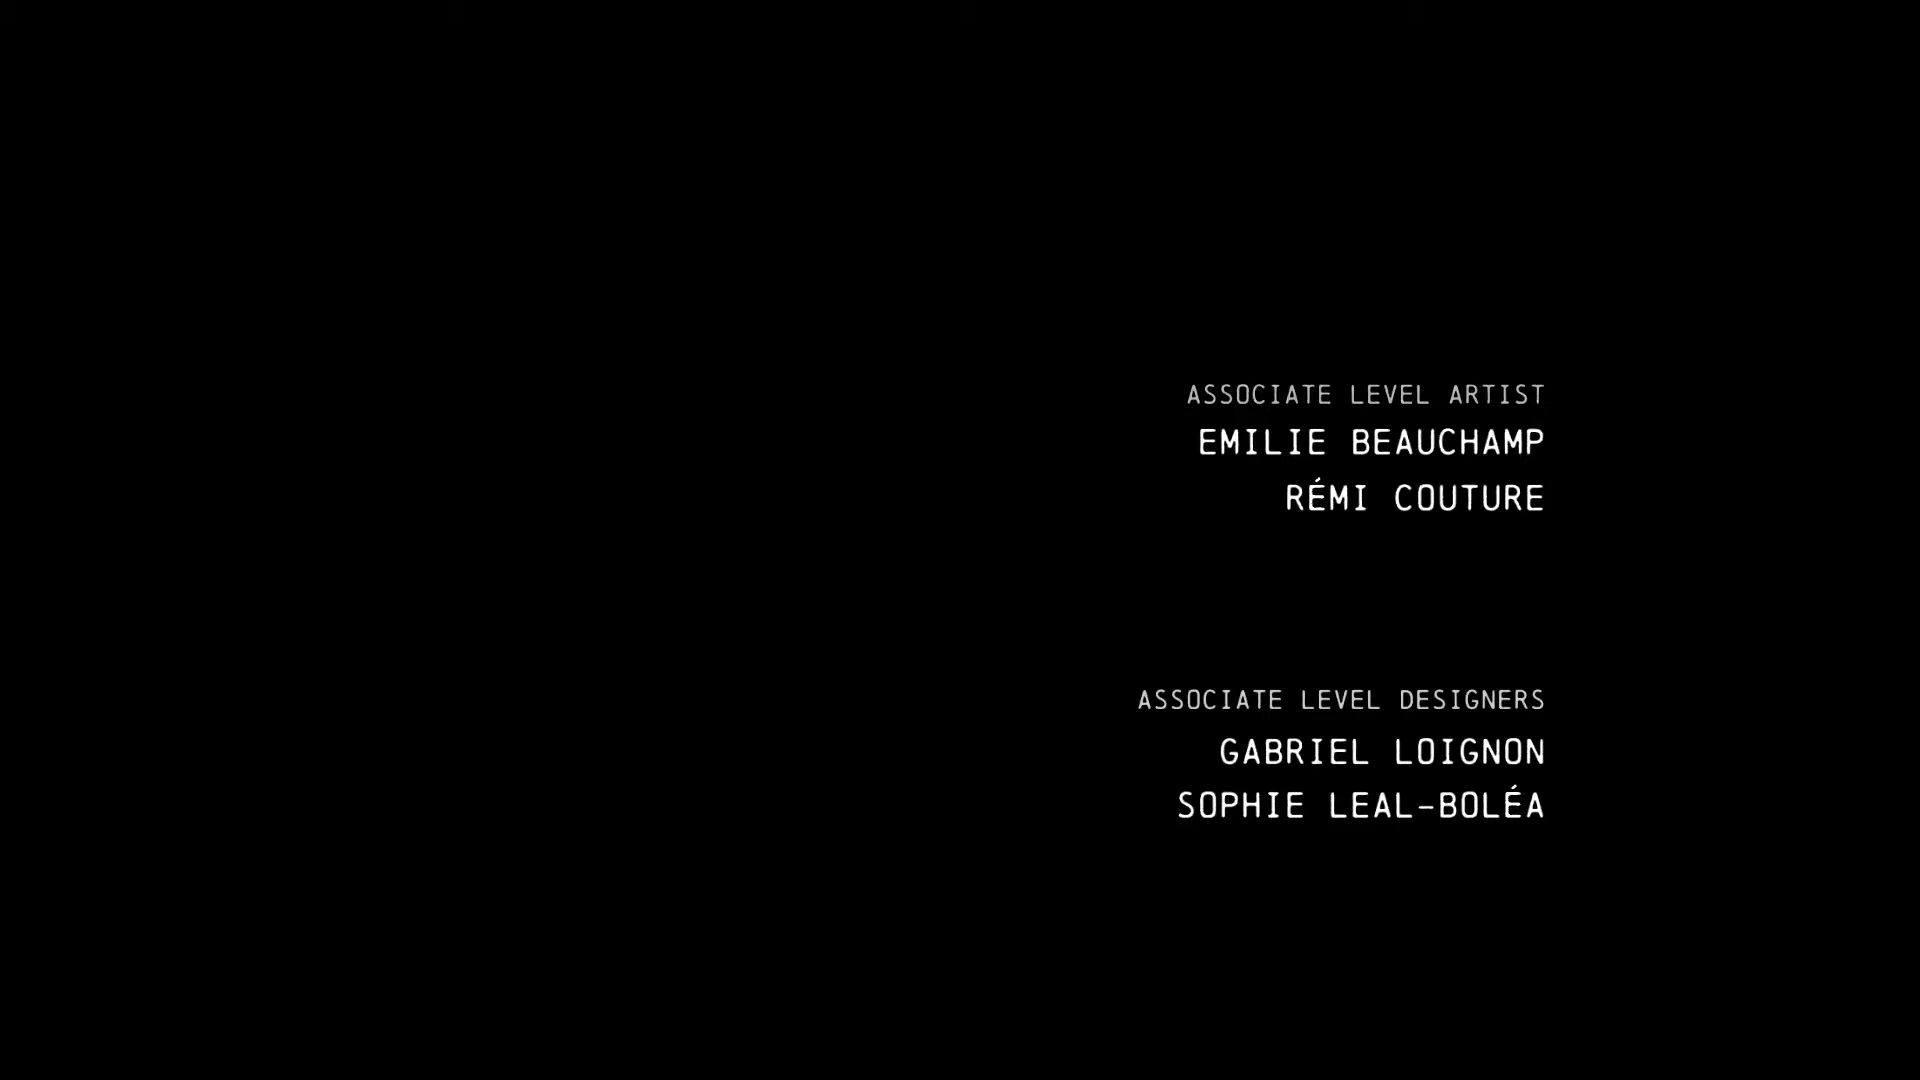 ASSOCIATE LEVEL ARTIST
EMILIE BEAUCHAMP
RÉMI COUTURE
ASSOCIATE LEVEL DESIGNERS
GABRIEL LOIGNON
SOPHIE LEAL-BOLÉA